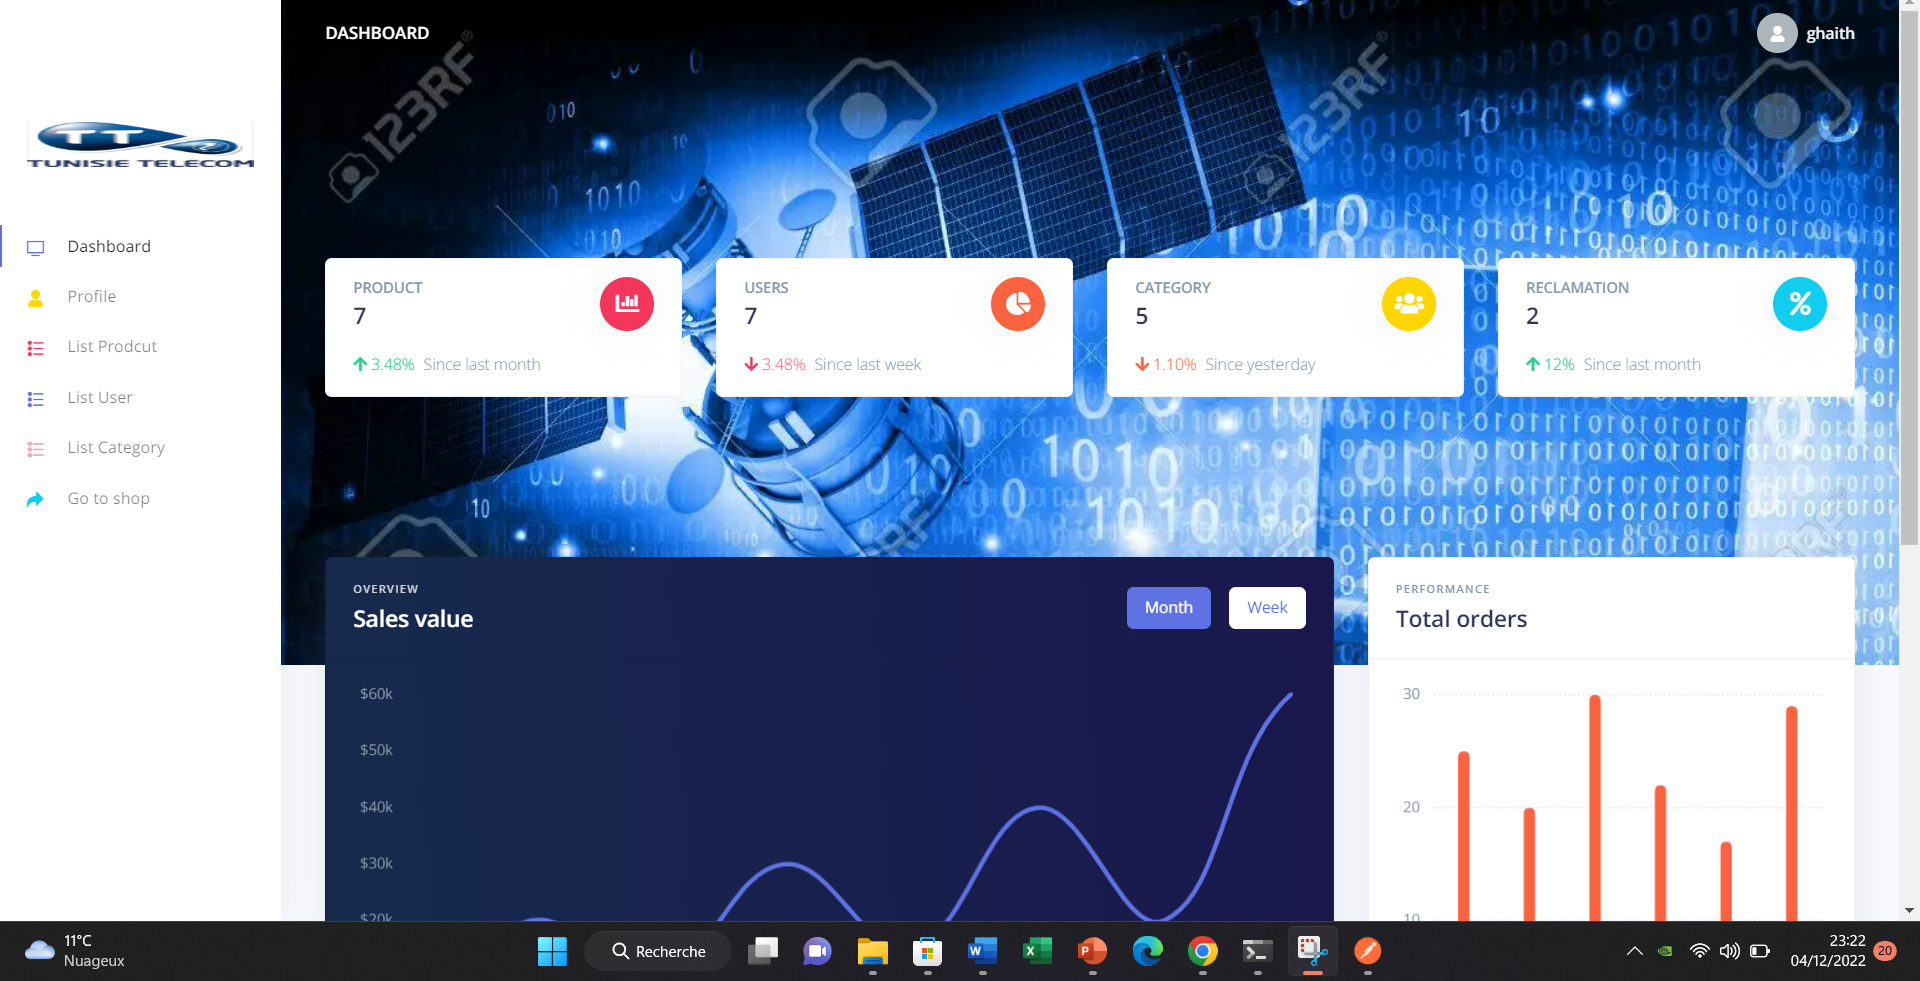 DASHBOARD
ghaith
123RF
123RF
TT
TUNISIE TELECOM
Dashboard
Profile
List Prodcut
List User
List Category
Go to shop
PRODUCT
7
3.48% Since last month
USERS
7
3.48% Since last week
CATEGORY
5
1.10% Since yesterday
RECLAMATION
2
12% Since last month
OVERVIEW
Sales value
Month
Week
$60k
$50k
$40k
$30k
$20k
PERFORMANCE
Total orders
30
20
10
11°C
Nuageux
Recherche
23:22
04/12/2022
20